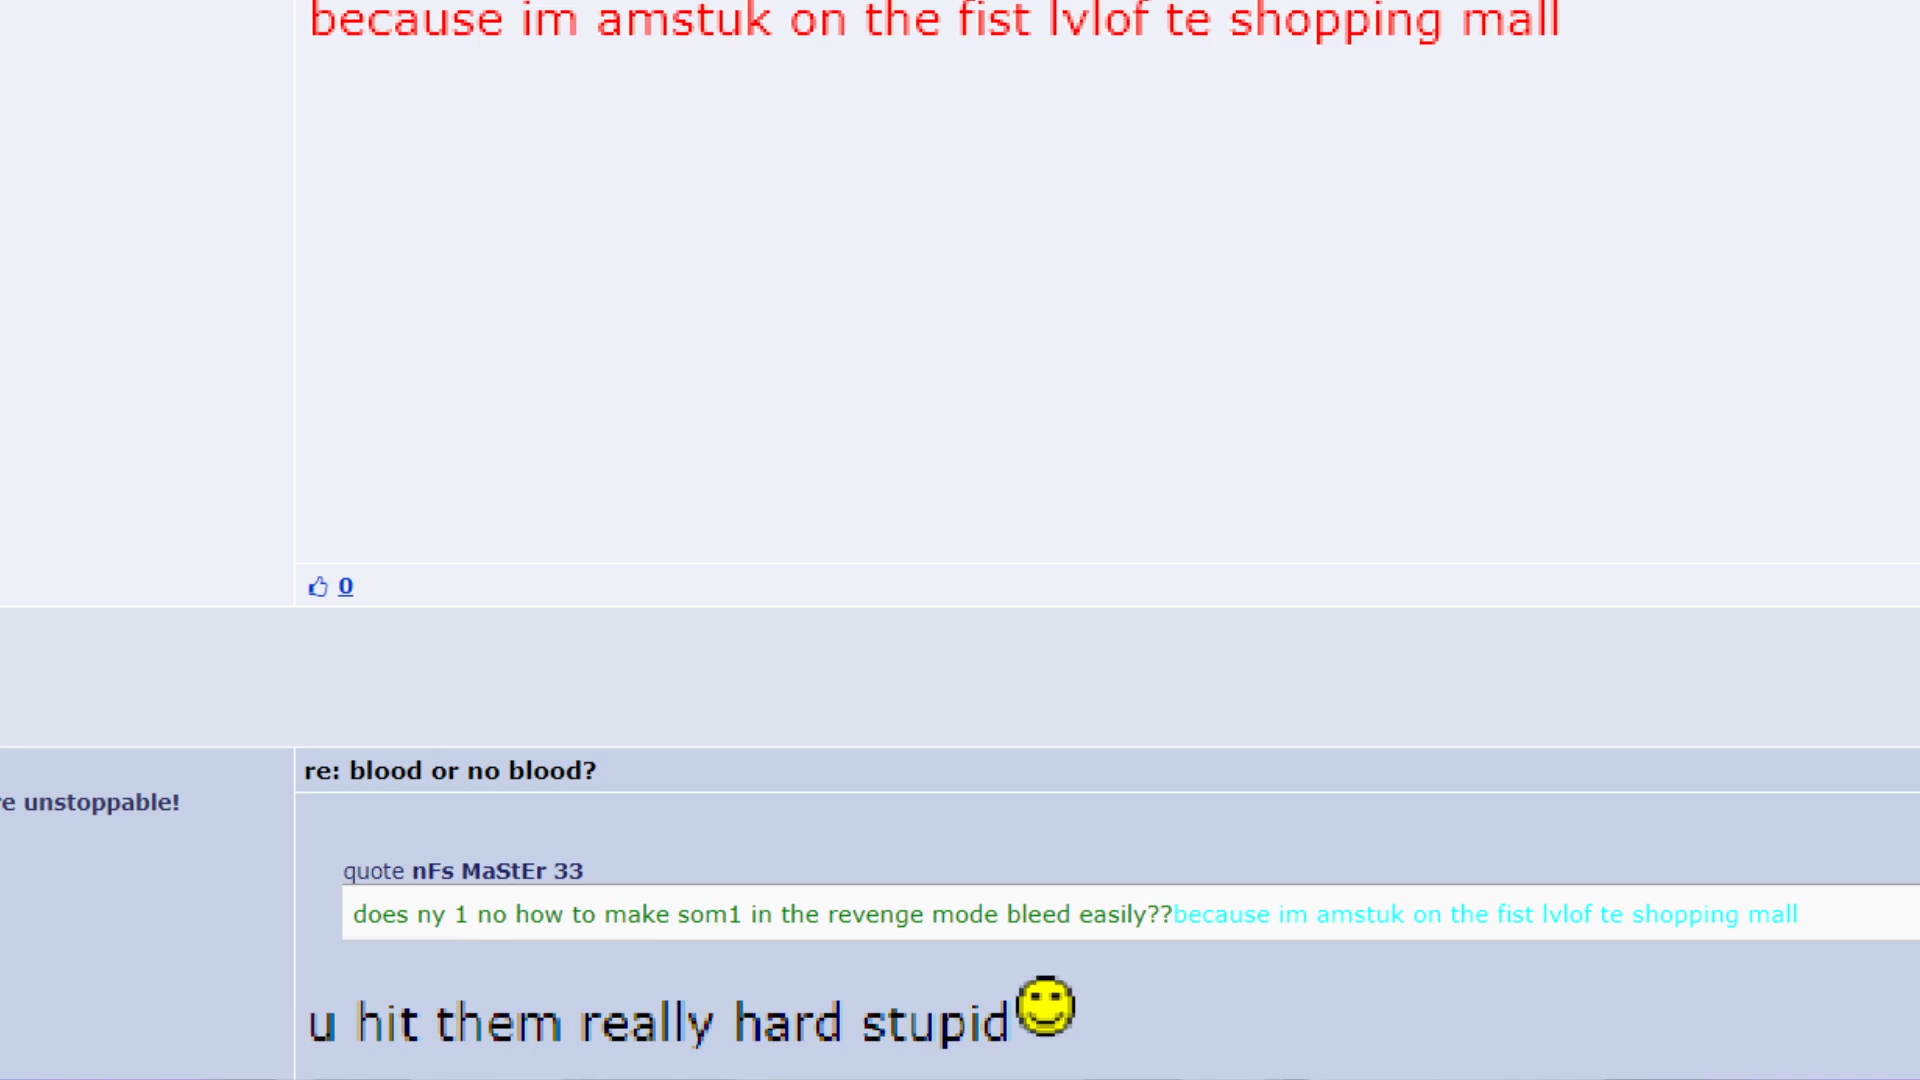 because im amstuk on the fist lvlof te shopping mall
0
re: blood or no blood?
e unstoppable!
quote nFs MaStEr 33
does ny 1 no how to make som1 in the revenge mode bleed easily??because im amstuk on the fist lvlof te shopping mall
u hit them really hard stupid